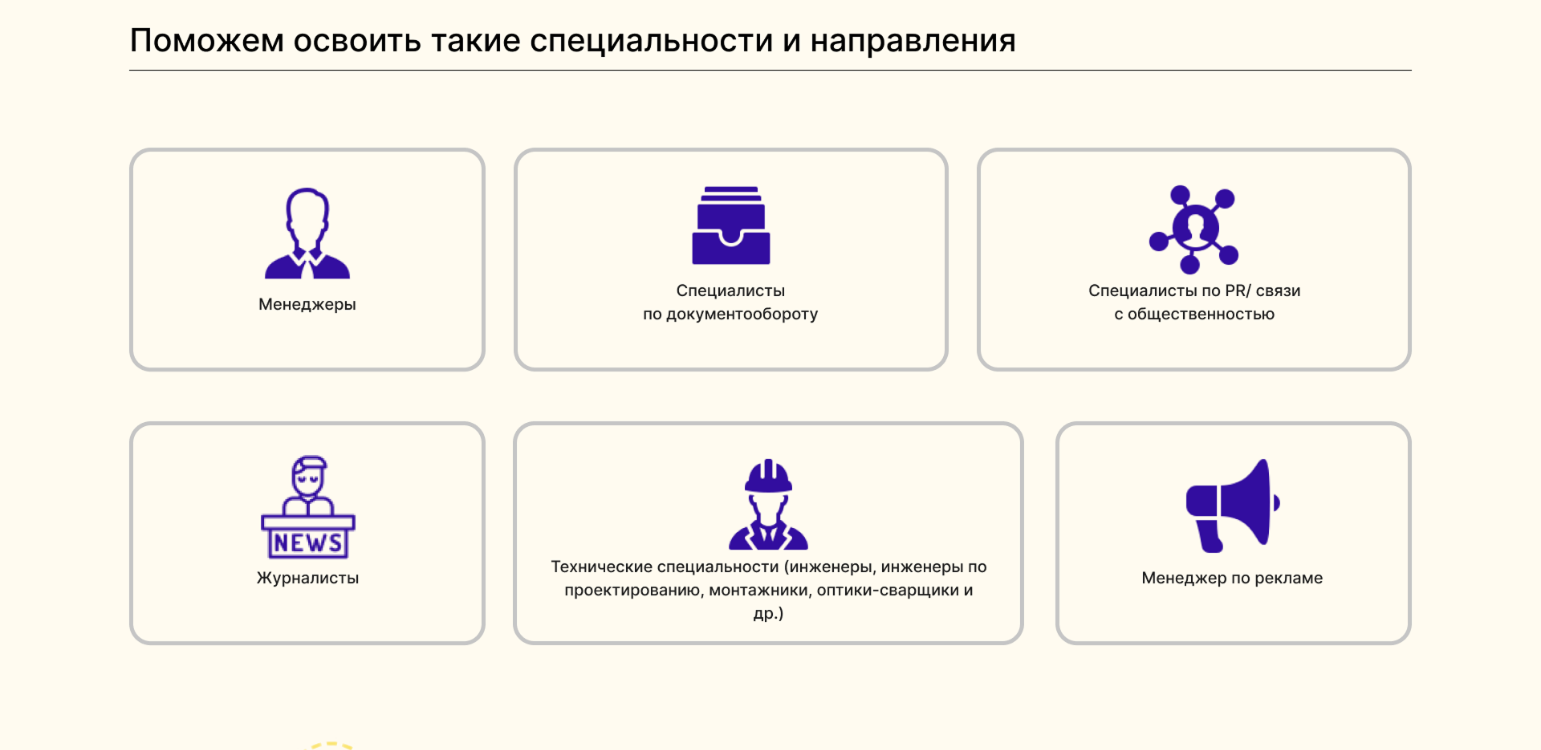 Поможем освоить такие специальности и направления
Менеджеры
Специалисты
по документообороту
Специалисты по PR/ связи
с общественностью
NEWS
Журналисты
Технические специальности (инженеры, инженеры по
проектированию, монтажники, оптики-сварщики и
др.)
Менеджер по рекламе